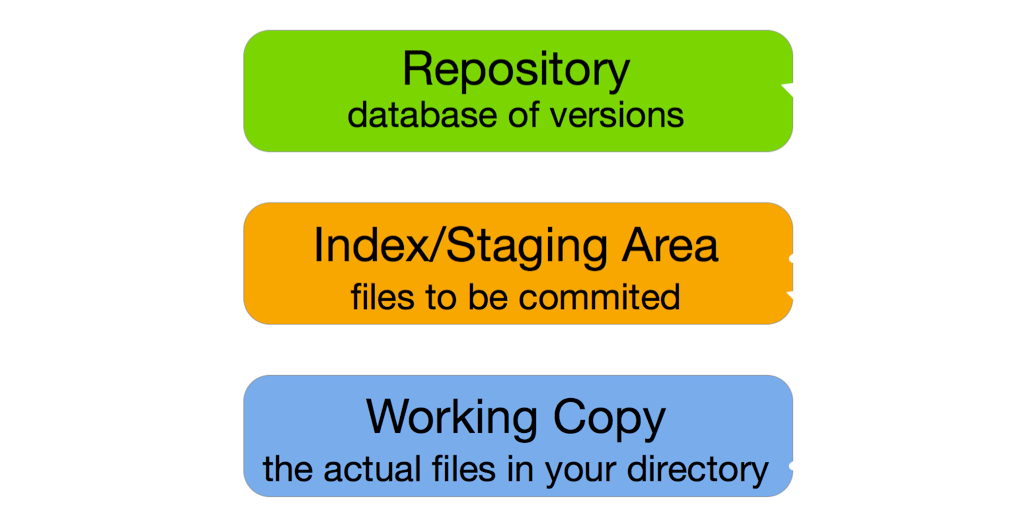 Repository
database of versions
Index/Staging Area
files to be commited
Working Copy
the actual files in your directory